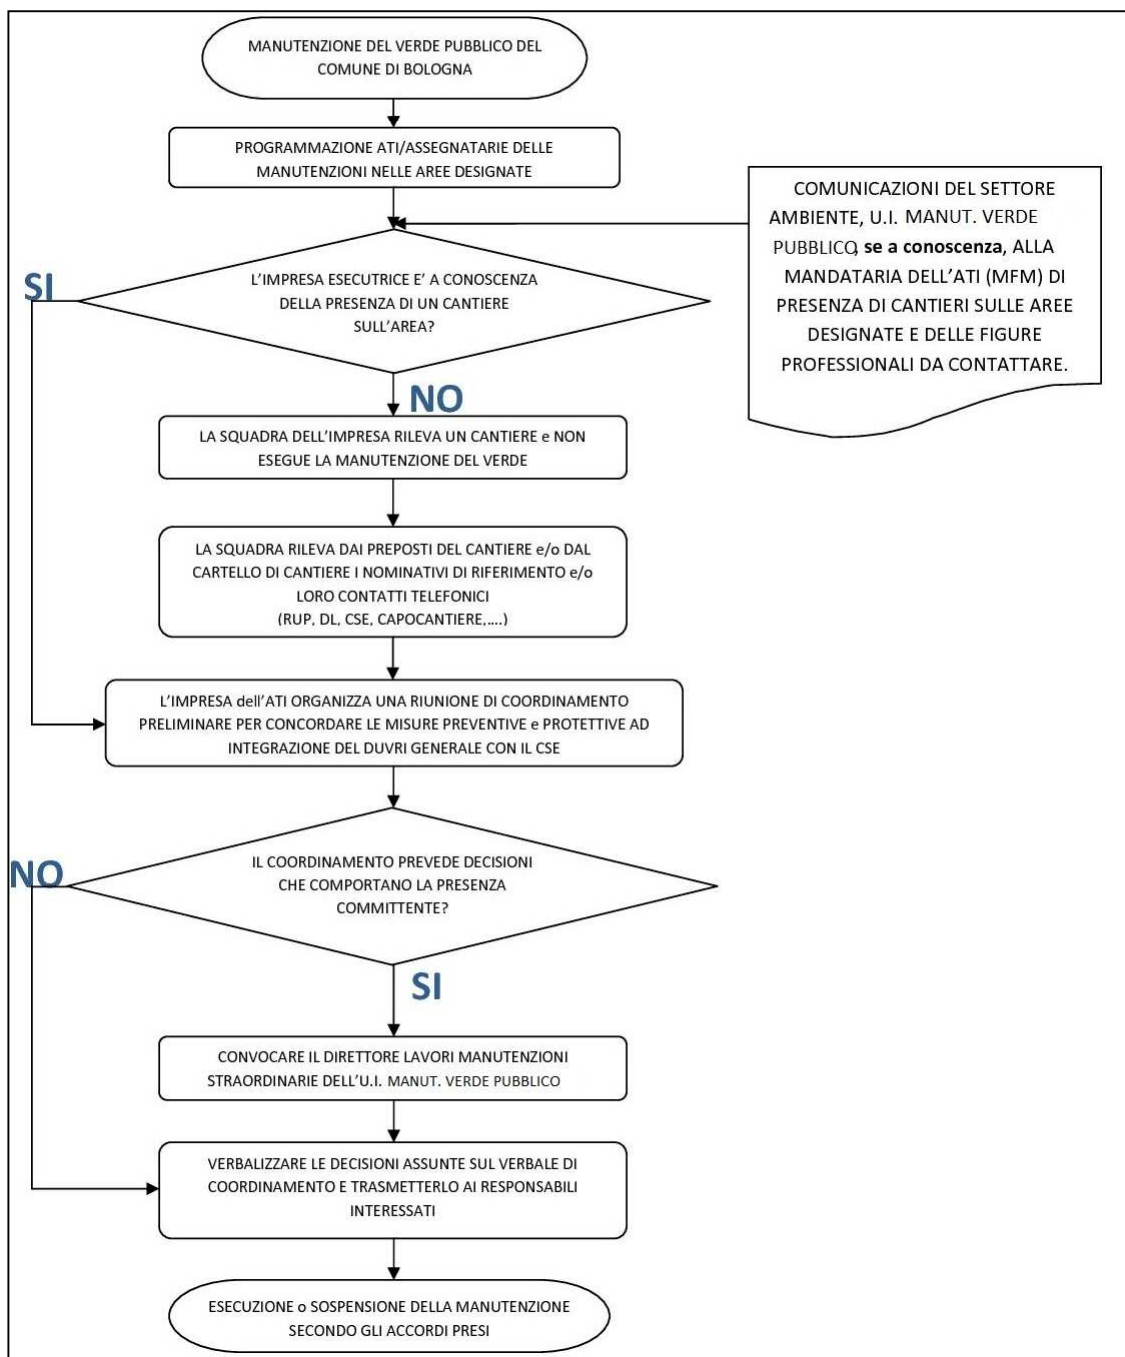 MANUTENZIONE DEL VERDE PUBBLICO DEL
COMUNE DI BOLOGNA
PROGRAMMAZIONE ATI/ASSEGNATARIE DELLE
MANUTENZIONI NELLE AREE DESIGNATE
COMUNICAZIONI DEL SETTORE
AMBIENTE, U.I. MANUT. VERDE
PUBBLICO, se a conoscenza, ALLA
MANDATARIA DELL'ATI (MFM) DI
PRESENZA DI CANTIERI SULLE AREE
DESIGNATE E DELLE FIGURE
PROFESSIONALI DA CONTATTARE.
SI
L'IMPRESA ESECUTRICE E' A CONOSCENZA
DELLA PRESENZA DI UN CANTIERE
SULL'AREA?
NO
LA SQUADRA DELL'IMPRESA RILEVA UN CANTIERE e NON
ESEGUE LA MANUTENZIONE DEL VERDE
LA SQUADRA RILEVA DAI PREPOSTI DEL CANTIERE e/o DAL
CARTELLO DI CANTIERE I NOMINATIVI DI RIFERIMENTO e/o
LORO CONTATTI TELEFONICI
(RUP, DL, CSE, CAPOCANTIERE,....)
L'IMPRESA dell'ATI ORGANIZZA UNA RIUNIONE DI COORDINAMENTO
PRELIMINARE PER CONCORDARE LE MISURE PREVENTIVE e PROTETTIVE AD
INTEGRAZIONE DEL DUVRI GENERALE CON IL CSE
NO
IL COORDINAMENTO PREVEDE DECISIONI
CHE COMPORTANO LA PRESENZA
COMMITTENTE?
SI
CONVOCARE IL DIRETTORE LAVORI MANUTENZIONI
STRAORDINARIE DELL'U.I. MANUT. VERDE PUBBLICO
VERBALIZZARE LE DECISIONI ASSUNTE SUL VERBALE DI
COORDINAMENTO E TRASMETTERLO AI RESPONSABILI
INTERESSATI
ESECUZIONE o SOSPENSIONE DELLA MANUTENZIONE
SECONDO GLI ACCORDI PRESI